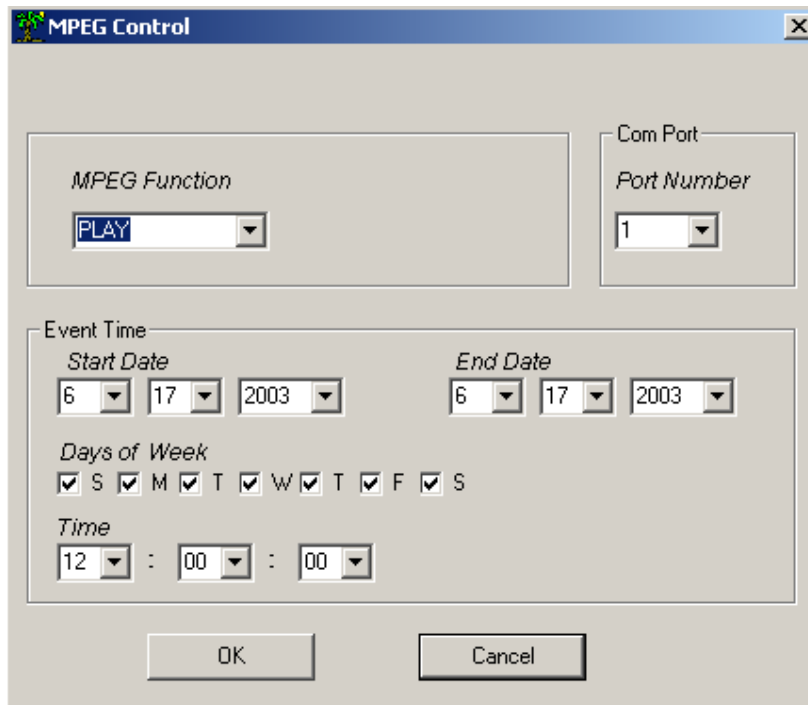 MPEG Control
Com Port
MPEG Function
Port Number
PLAY
1
Event Time
Start Date
End Date
6 17 2003
6 17 2003
Days of Week
S M T W T F S
Time
12 : 00 : 00
OK
Cancel